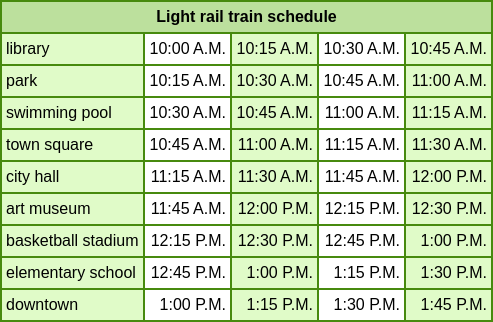 Light rail train schedule
library 10:00 A.M. 10:15 A.M. 10:30 A.M. 10:45 A.M.
park 10:15 A.M. 10:30 A.M. 10:45 A.M. 11:00 A.M.
swimming pool 10:30 A.M. 10:45 A.M. 11:00 A.M. 11:15 A.M.
town square 10:45 A.M. 11:00 A.M. 11:15 A.M. 11:30 A.M.
city hall 11:15 A.M. 11:30 A.M. 11:45 A.M. 12:00 P.M.
art museum 11:45 A.M. 12:00 P.M. 12:15 P.M. 12:30 P.M.
basketball stadium 12:15 P.M. 12:30 P.M. 12:45 P.M. 1:00 P.M.
elementary school 12:45 P.M. 1:00 P.M. 1:15 P.M. 1:30 P.M.
downtown 1:00 P.M. 1:15 P.M. 1:30 P.M. 1:45 P.M.